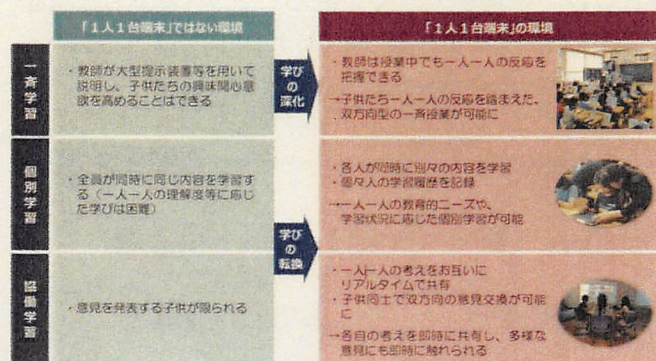 「1人1台端末」ではない環境
「1人1台端末」の環境
一斉学習
・教師が大型提示装置等を用いて
説明し、子供たちの興味関心意
欲を高めることはできる
学び
の
深化
・教師は授業中でも一人一人の反応を
把握できる
→子供たち一人一人の反応を踏まえた、
双方向型の一斉授業が可能に
個別学習
・全員が同時に同じ内容を学習す
る（一人一人の理解度等に応じ
た学びは困難）
・各人が同時に別々の内容を学習
・個々人の学習履歴を記録
→一人一人の教育的ニーズや、
学習状況に応じた個別学習が可能
学び
の
転換
協働学習
・意見を発表する子供が限られる
・一人一人の考えをお互いに
リアルタイムで共有
・子供同士で双方向の意見交換が可能
に
→各自の考えを即時に共有し、多様な
意見にも即時に触れられる